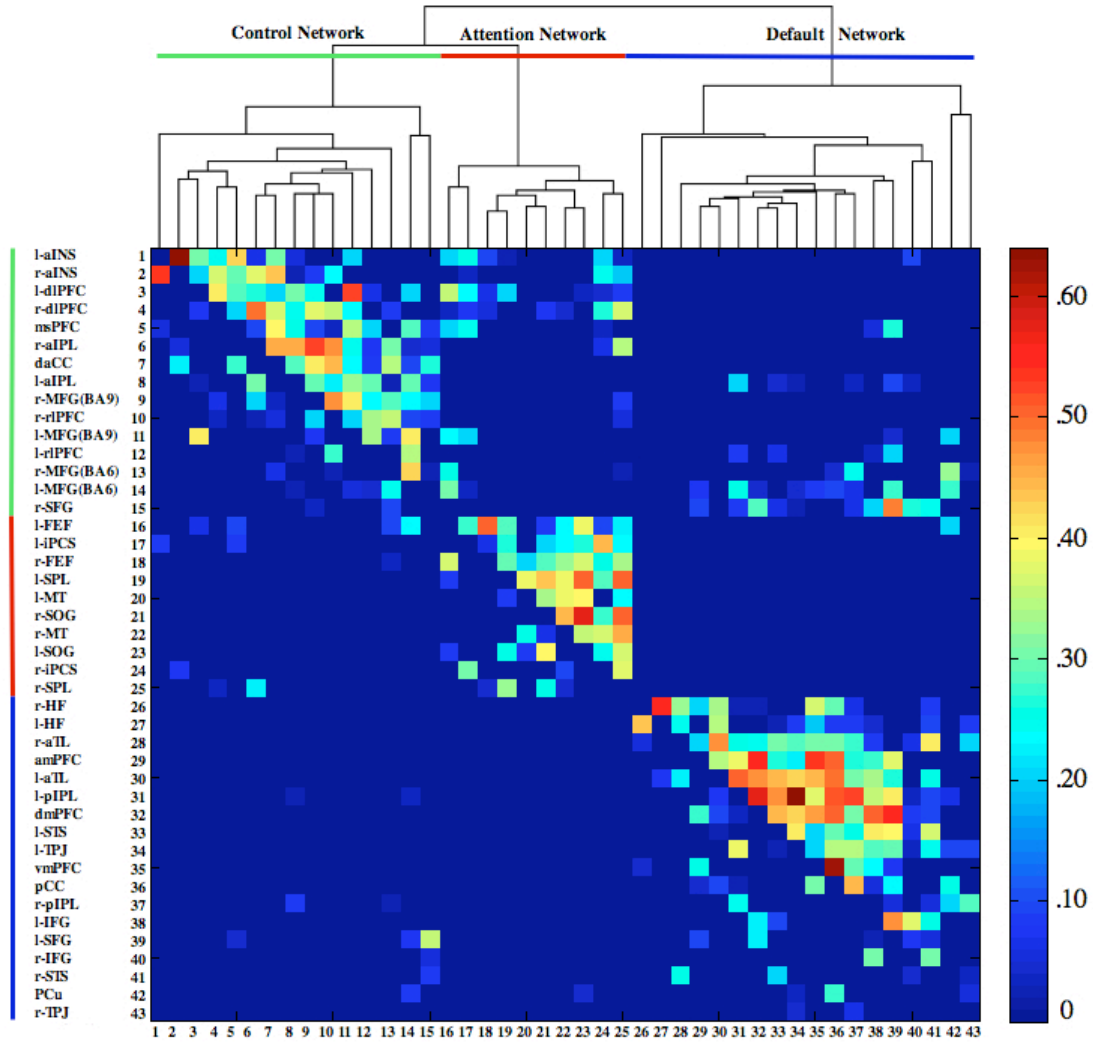 Control Network Attention Network Default Network
l-aINS 1
r-aINS 2
l-dlPFC 3
r-dlPFC 4
msPFC 5
r-aIPL 6
daCC 7
l-aIPL 8
r-MFG(BA9) 9
r-rlPFC 10
l-MFG(BA9) 11
l-rlPFC 12
r-MFG(BA6) 13
l-MFG(BA6) 14
r-SFG 15
l-FEF 16
l-iPCS 17
r-FEF 18
l-SPL 19
l-MT 20
r-SOG 21
r-MT 22
l-SOG 23
r-iPCS 24
r-SPL 25
r-HF 26
l-HF 27
r-aTL 28
amPFC 29
l-aTL 30
l-pIPL 31
dmPFC 32
l-STS 33
l-TPJ 34
vmPFC 35
pCC 36
r-pIPL 37
l-IFG 38
l-SFG 39
r-IFG 40
r-STS 41
PCu 42
r-TPJ 43
1 2 3 5 7 8 10 11 12 14 15 16 18 19 21 22 24 25 26 27 28 29 30 31 32 33 34 35 36 37 38 39 40 41 42 43
.60
.50
.40
.30
.20
.10
0